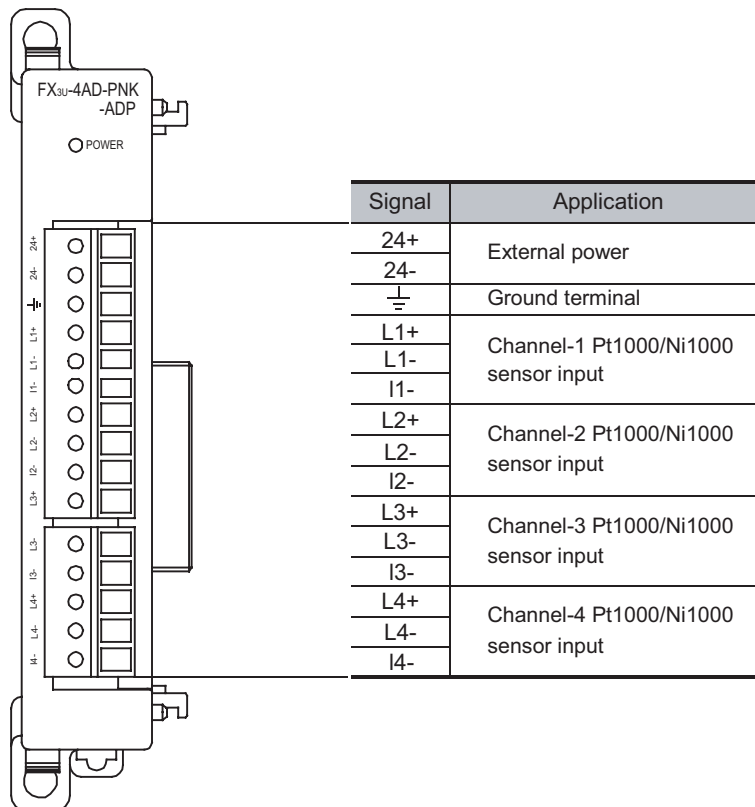 FX3U-4AD-PNK
-ADP
POWER
24+
24-
L1+
L1-
I1-
L2+
L2-
I2-
L3+
L3-
I3-
L4+
L4-
I4-
Signal Application
24+
External power
24-
Ground terminal
L1+
Channel-1 Pt1000/Ni1000
L1-
sensor input
I1-
L2+
Channel-2 Pt1000/Ni1000
L2-
sensor input
I2-
L3+
Channel-3 Pt1000/Ni1000
L3-
sensor input
I3-
L4+
Channel-4 Pt1000/Ni1000
L4-
sensor input
I4-